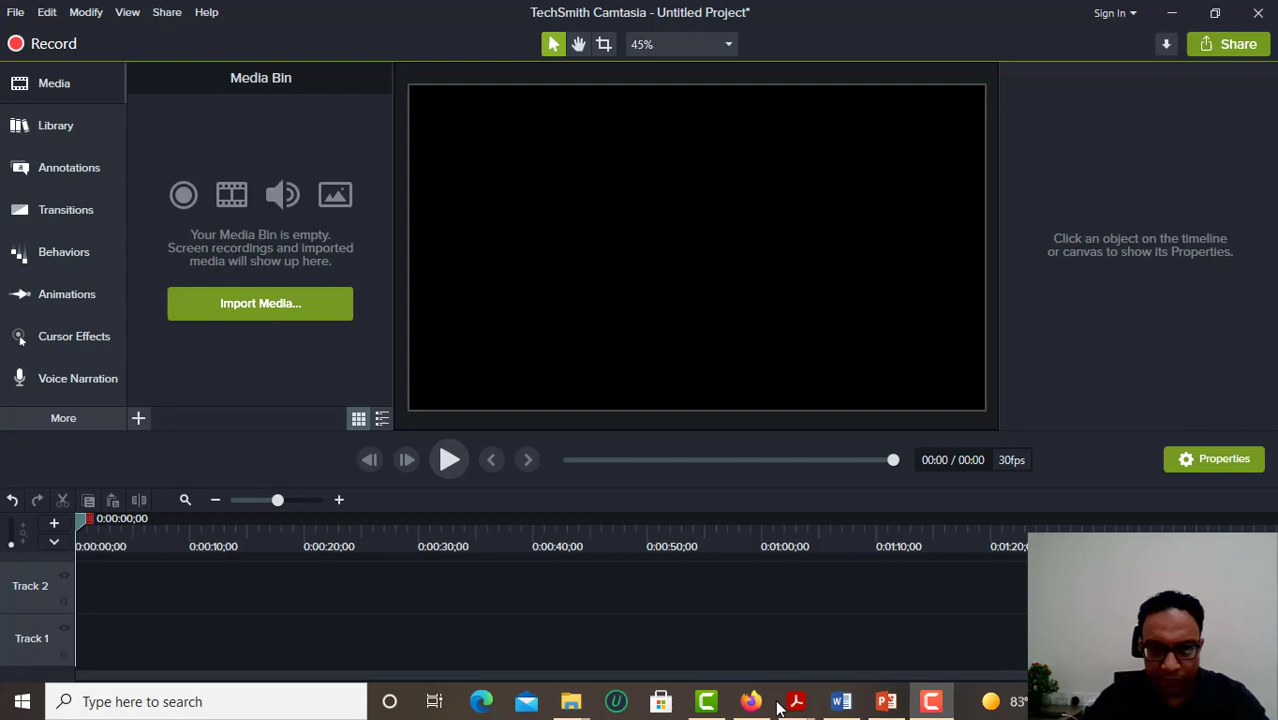 File Edit Modify View Share Help
TechSmith Camtasia - Untitled Project*
Sign In
Record
45%
Share
Media
Media Bin
Library
Annotations
Transitions
Behaviors
Animations
Cursor Effects
Voice Narration
More
Your Media Bin is empty.
Screen recordings and imported
media will show up here.
Import Media...
Click an object on the timeline
or canvas to show its Properties.
00:00 / 00:00 30fps
Properties
0:00:00;00
0:00:00;00 0:00:10;00 0:00:20;00 0:00:30;00 0:00:40;00 0:00:50;00 0:01:00;00 0:01:10;00 0:01:20
Track 2
Track 1
Type here to search
83°